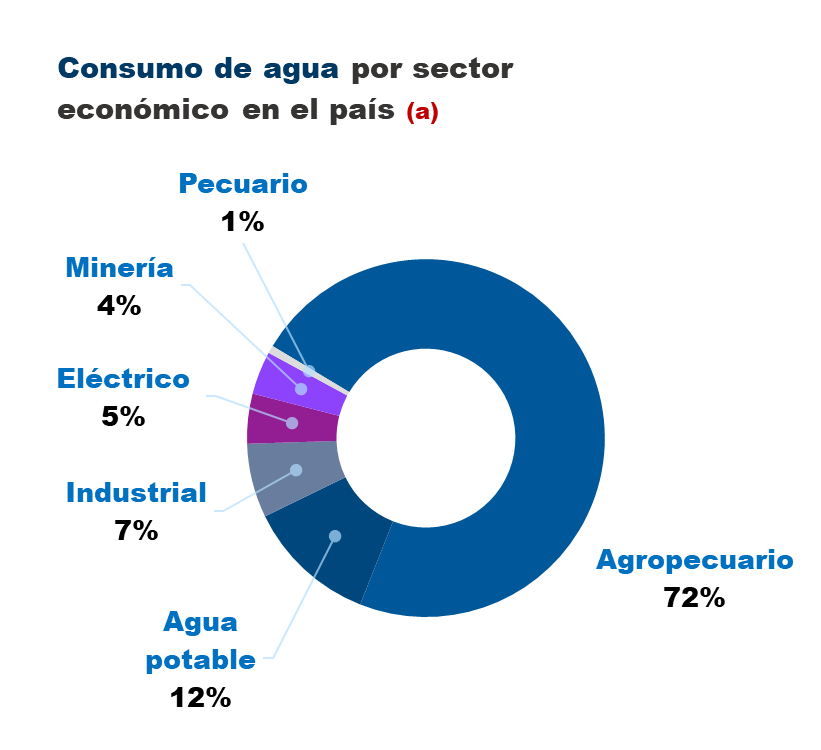 Consumo de agua por sector
económico en el país (a)
Pecuario
1%
Minería
4%
Eléctrico
5%
Industrial
7%
Agua
potable
12%
Agropecuario
72%